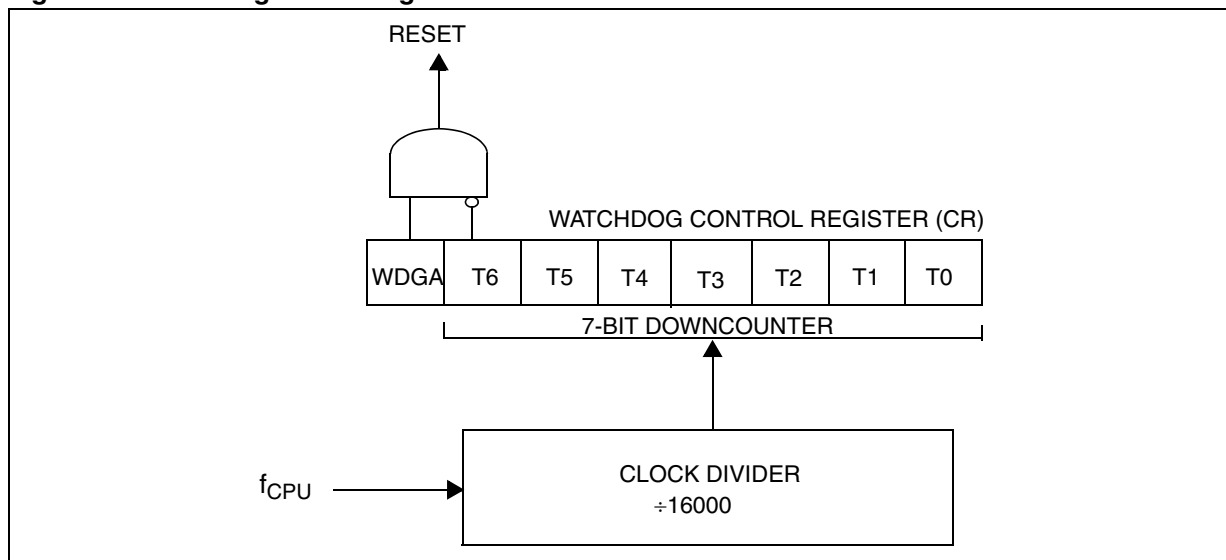 RESET
WATCHDOG CONTROL REGISTER (CR)
WDGA T6 T5 T4 T3 T2 T1 T0
7-BIT DOWNCOUNTER
fCPU
CLOCK DIVIDER
÷16000